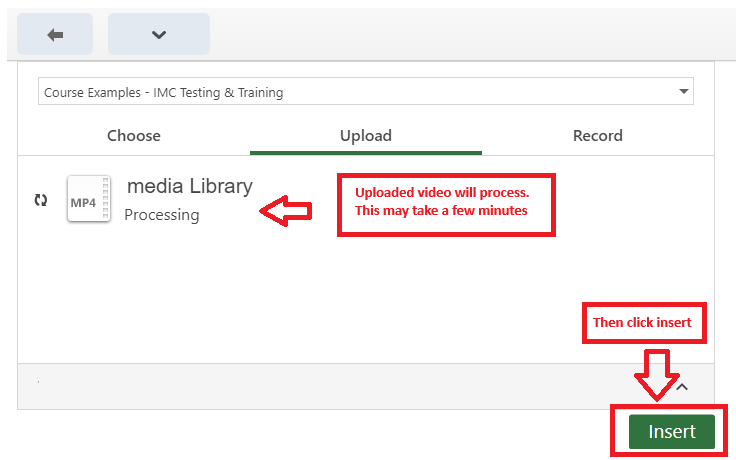 Course Examples - IMC Testing & Training
Choose
Upload
Record
MP4
media Library
Processing
Uploaded video will process.
This may take a few minutes
Then click insert
Insert